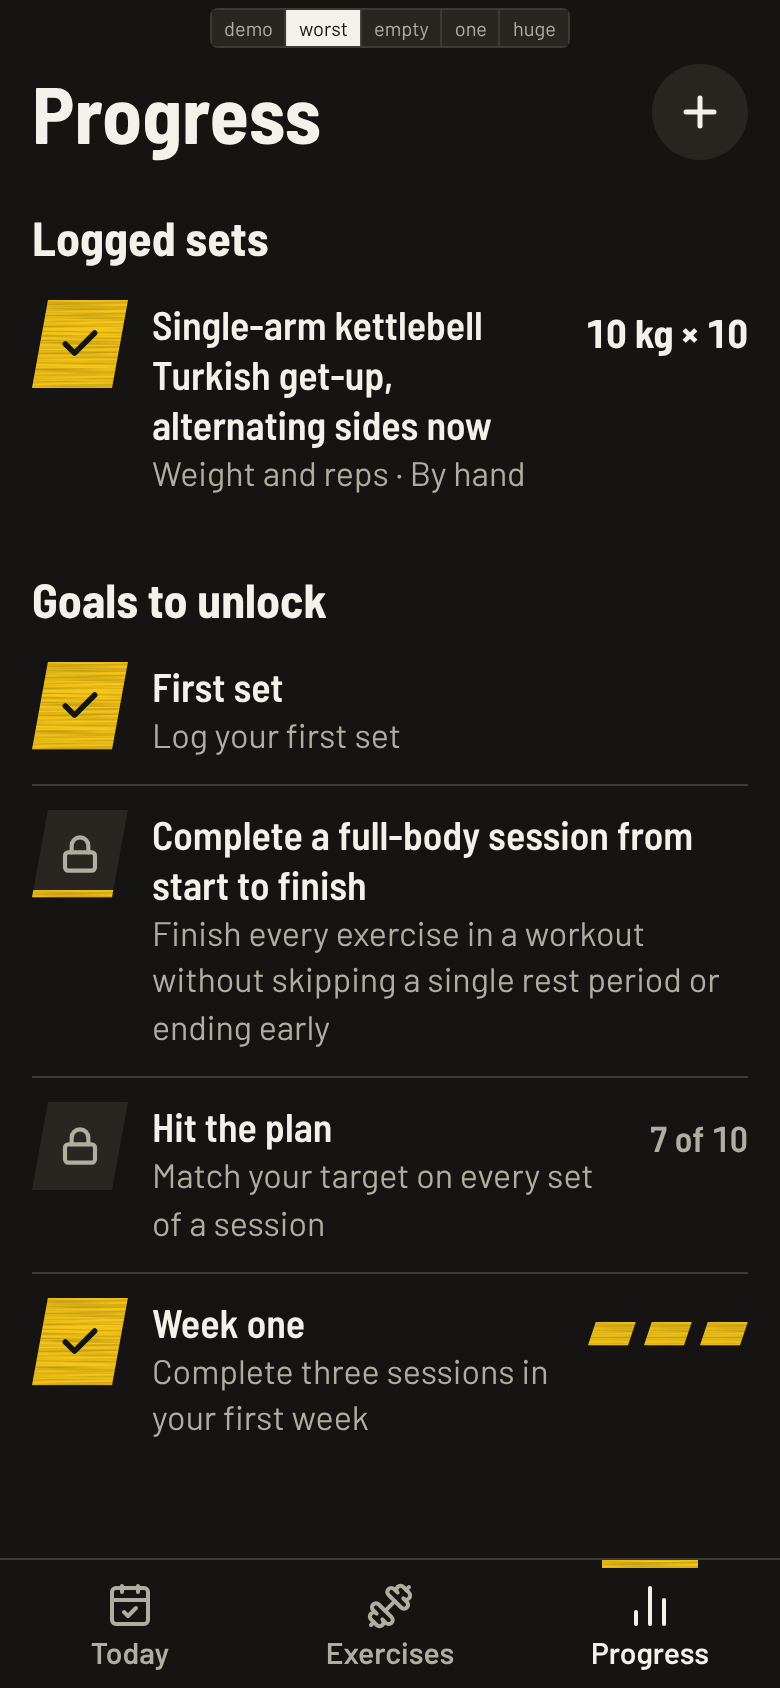 demo worst empty one huge
Progress
Logged sets
Single-arm kettlebell
Turkish get-up,
alternating sides now
10 kg × 10
Weight and reps · By hand
Goals to unlock
First set
Log your first set
Complete a full-body session from
start to finish
Finish every exercise in a workout
without skipping a single rest period or
ending early
Hit the plan
7 of 10
Match your target on every set
of a session
Week one
Complete three sessions in
your first week
Today Exercises Progress